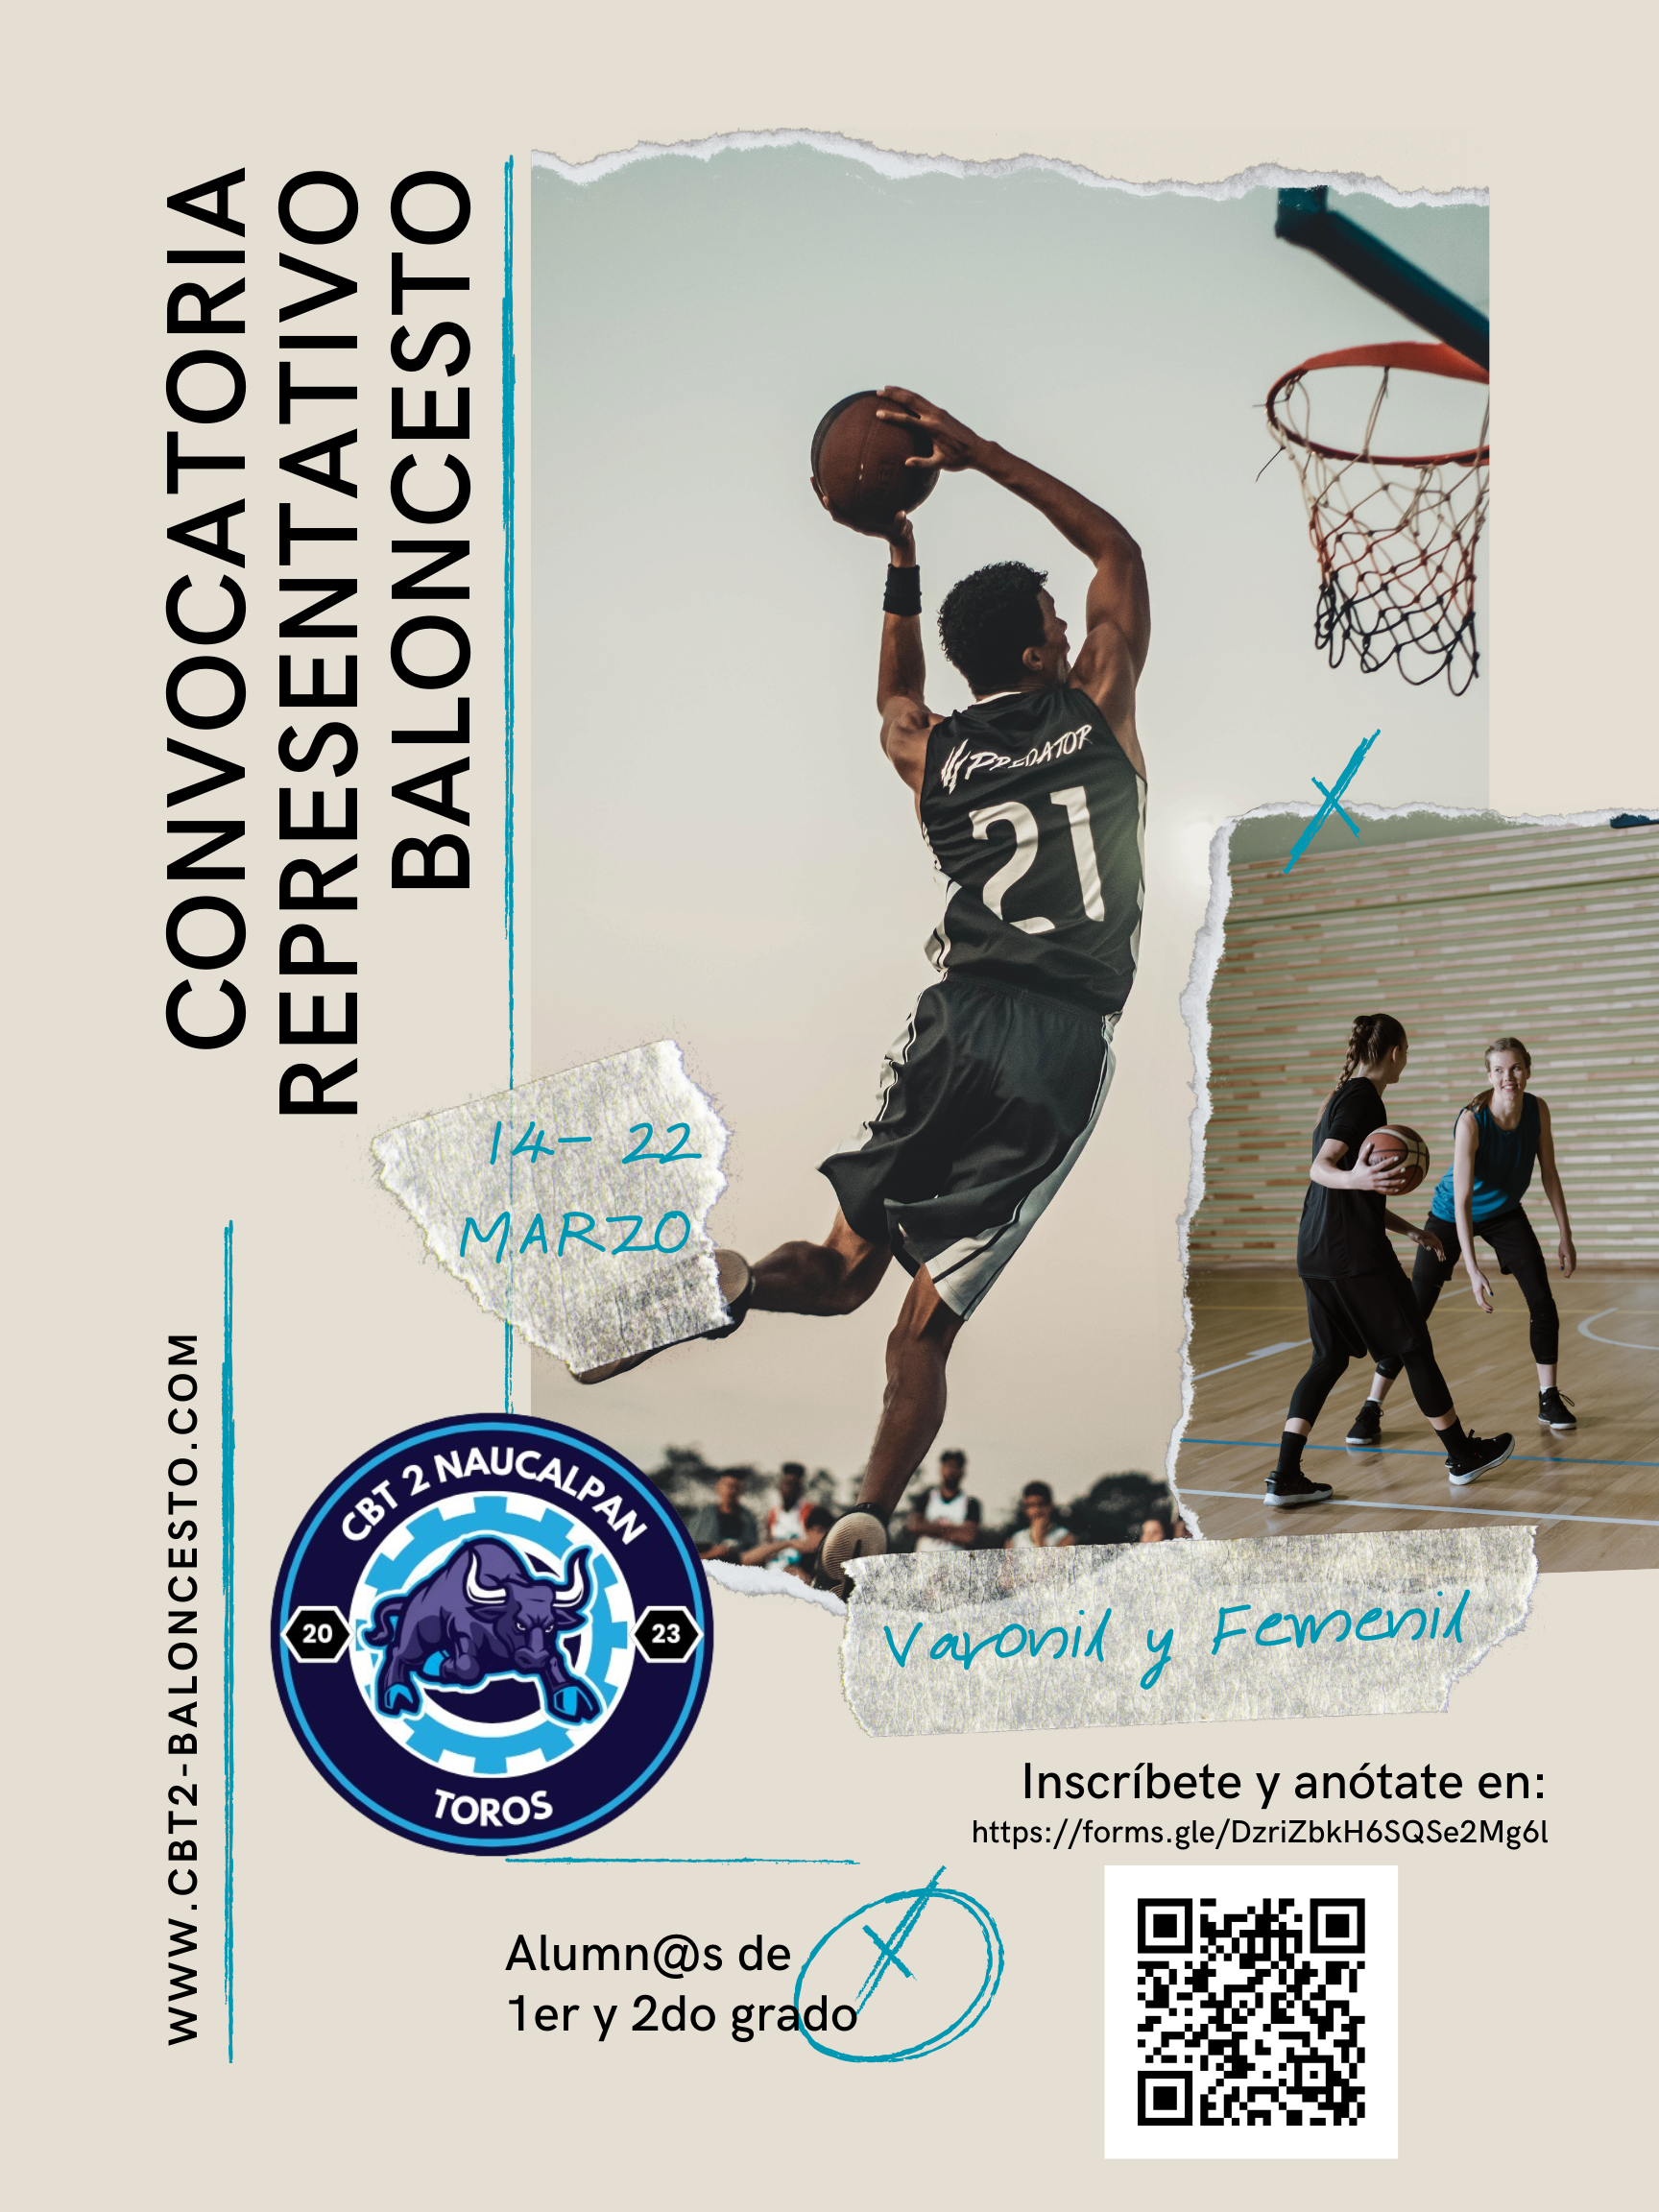 CONVOCATORIA
REPRESENTATIVO
BALONCESTO
PREDATOR
21
14- 22
MARZO
WWW.CBT2-BALONCESTO.COM
CBT 2 NAUCALPAN
20
23
TOROS
Varonil y Femenil
Inscríbete y anótate en:
https://forms.gle/DzriZbkH6SQSe2Mg6l
Alumn@s de
1er y 2do grado